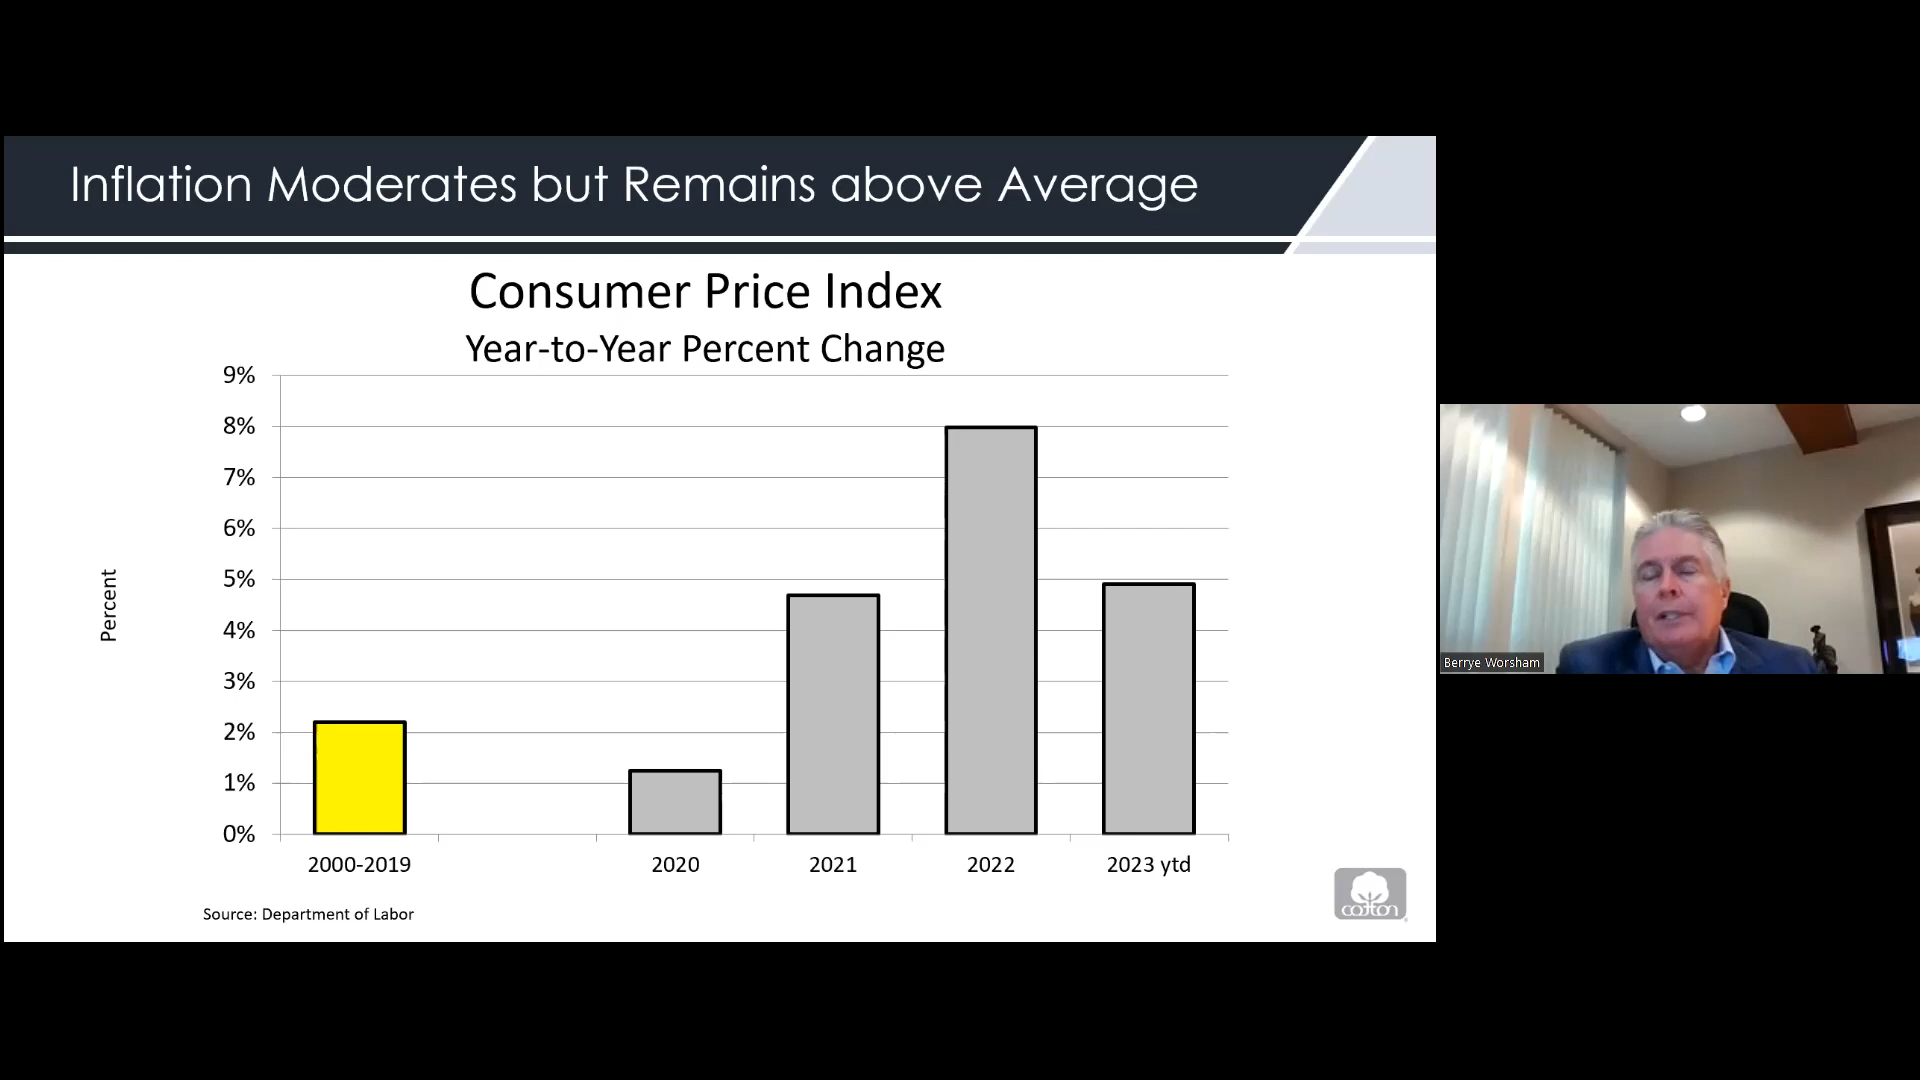 Inflation Moderates but Remains above Average
Consumer Price Index
Year-to-Year Percent Change
Percent
9%
8%
7%
6%
5%
4%
3%
2%
1%
0%
2000-2019
2020
2021
2022
2023 ytd
Source: Department of Labor
cotton
Berrye Worsham